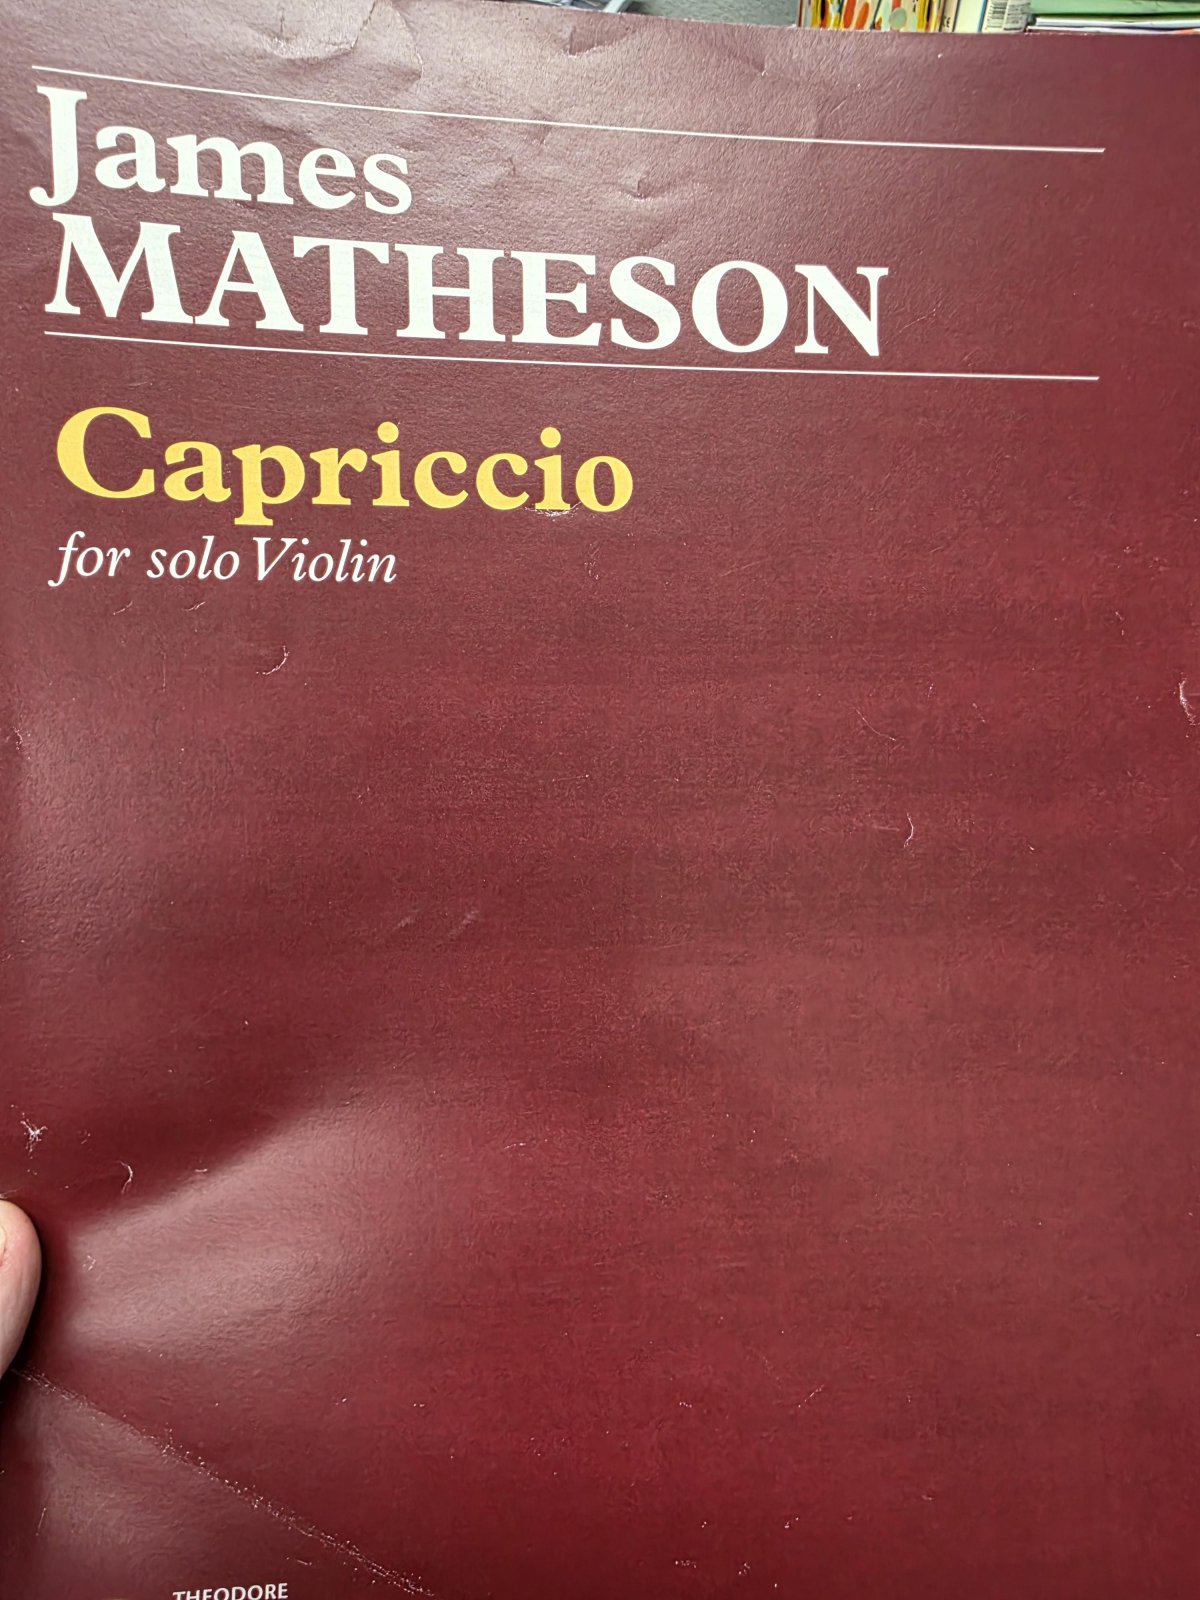 James
MATHESON
Capriccio
for solo Violin
THEODORE